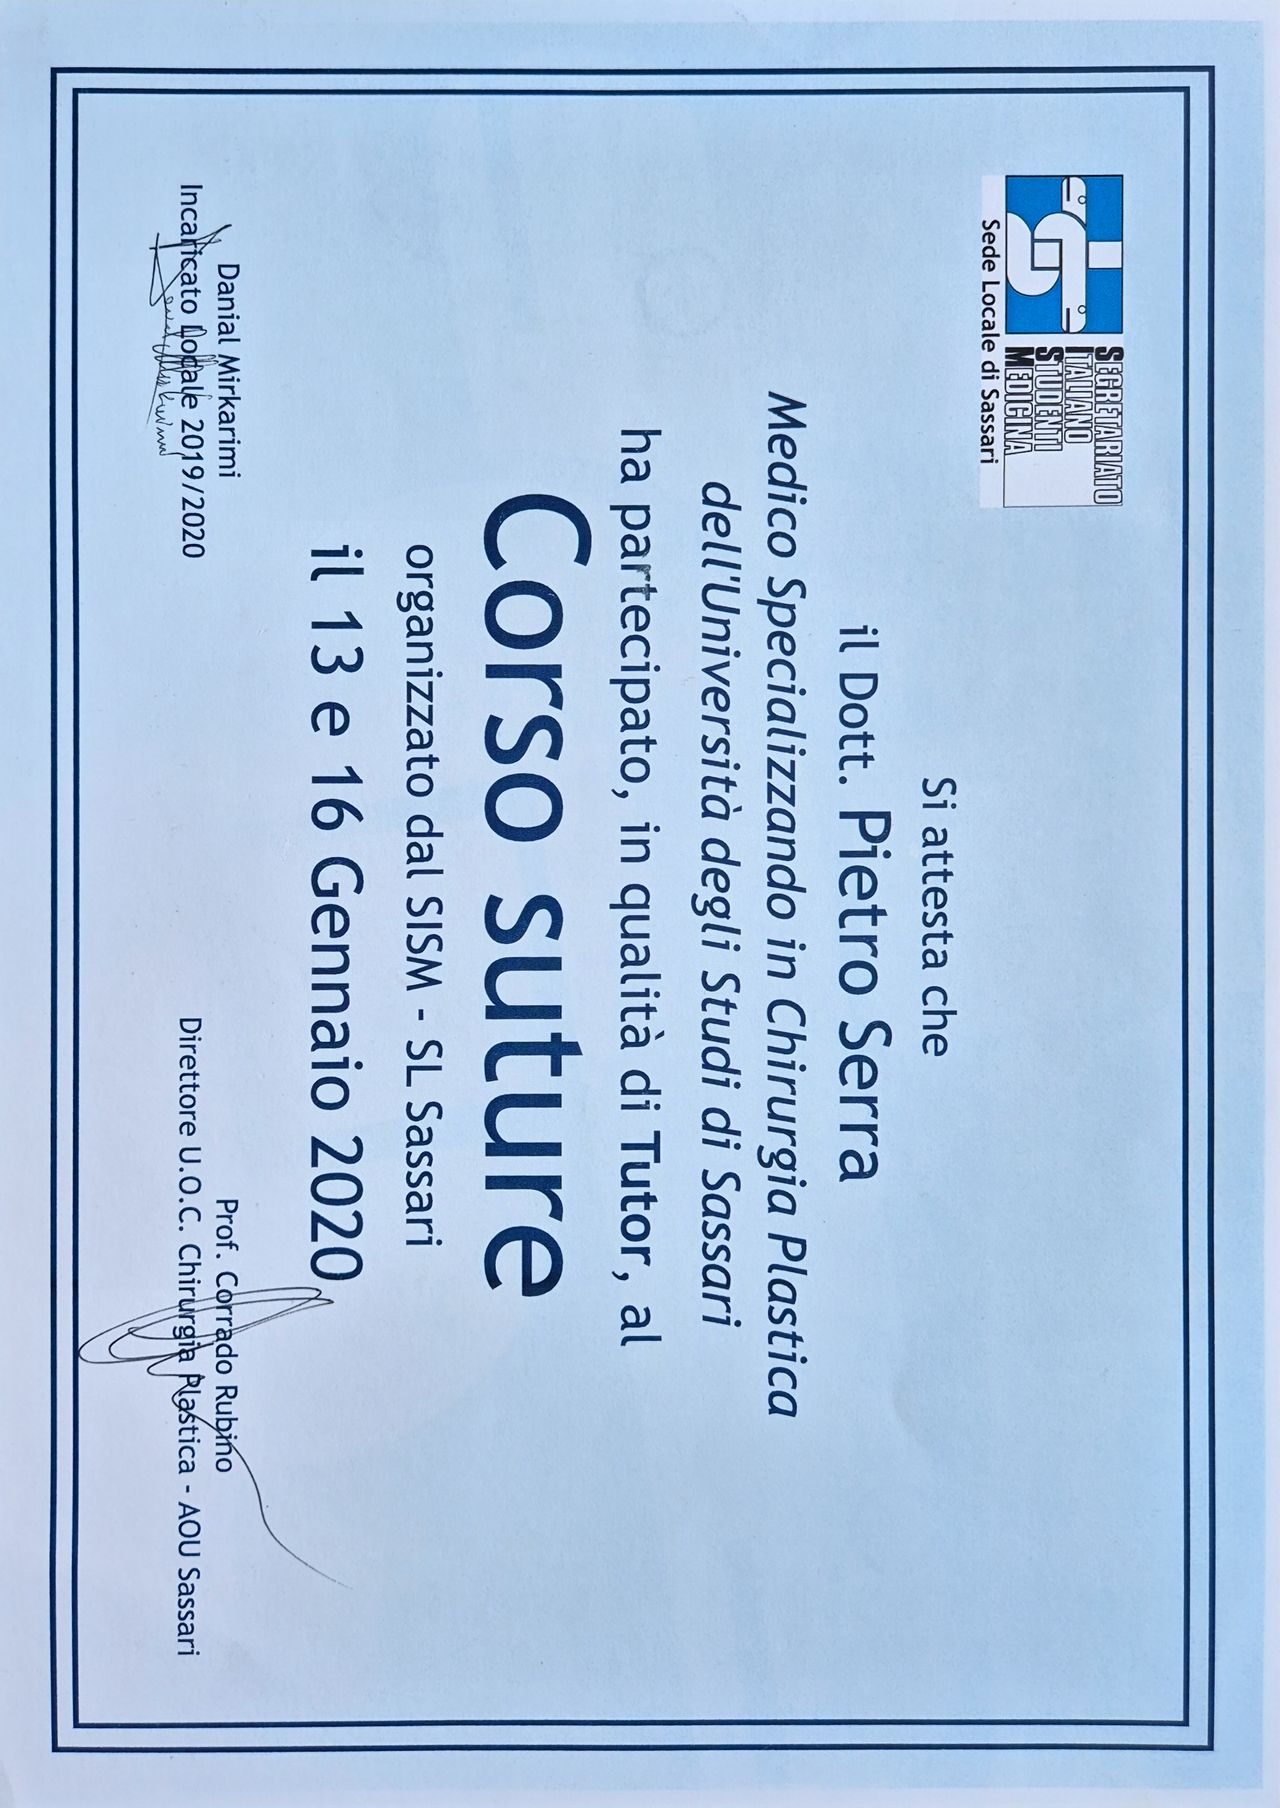 SEGRETARIATO
ITALIANO
STUDENTI
MEDICINA
Sede Locale di Sassari
Si attesta che
il Dott. Pietro Serra
Medico Specializzando in Chirurgia Plastica
dell'Università degli Studi di Sassari
ha partecipato, in qualità di Tutor, al
Corso suture
organizzato dal SISM - SL Sassari
il 13 e 16 Gennaio 2020
Danial Mirkarimi
Incaricato Locale 2019/2020
Prof. Corrado Rubino
Direttore U.O.C. Chirurgia Plastica - AOU Sassari